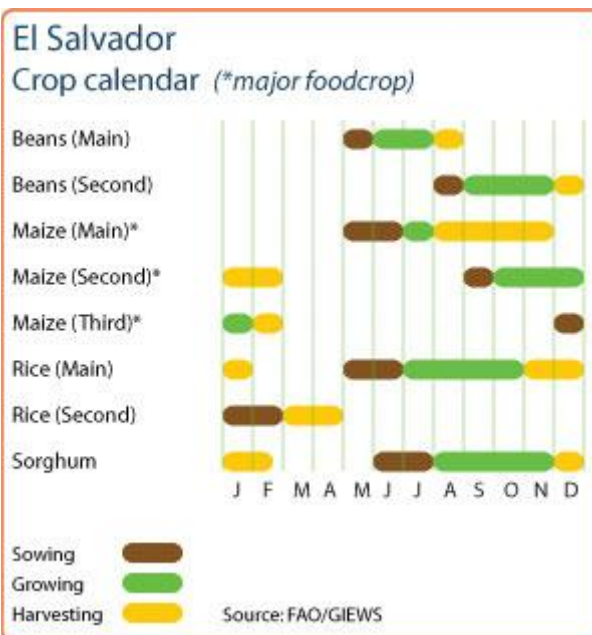 El Salvador
Crop calendar (*major foodcrop)
Beans (Main)
Beans (Second)
Maize (Main)*
Maize (Second)*
Maize (Third)*
Rice (Main)
Rice (Second)
Sorghum
J F M A M J J A S O N D
Sowing
Growing
Harvesting Source: FAO/GIEWS